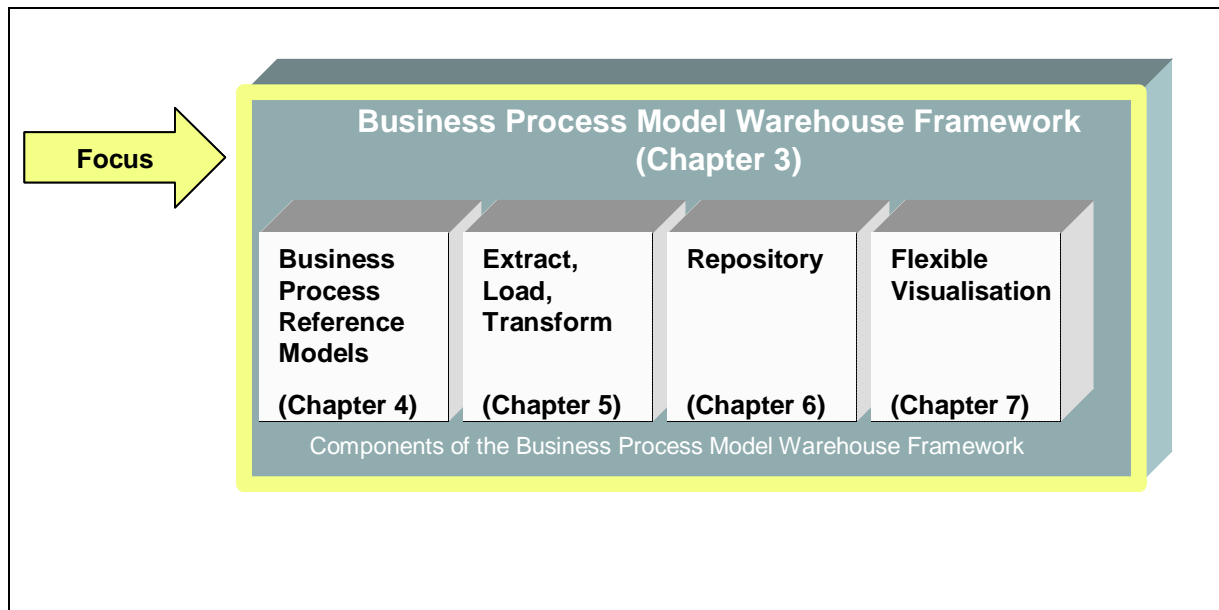 Business Process Model Warehouse Framework
(Chapter 3)
Focus
Business
Process
Reference
Models
(Chapter 4)
Extract,
Load,
Transform
(Chapter 5)
Repository
(Chapter 6)
Flexible
Visualisation
(Chapter 7)
Components of the Business Process Model Warehouse Framework